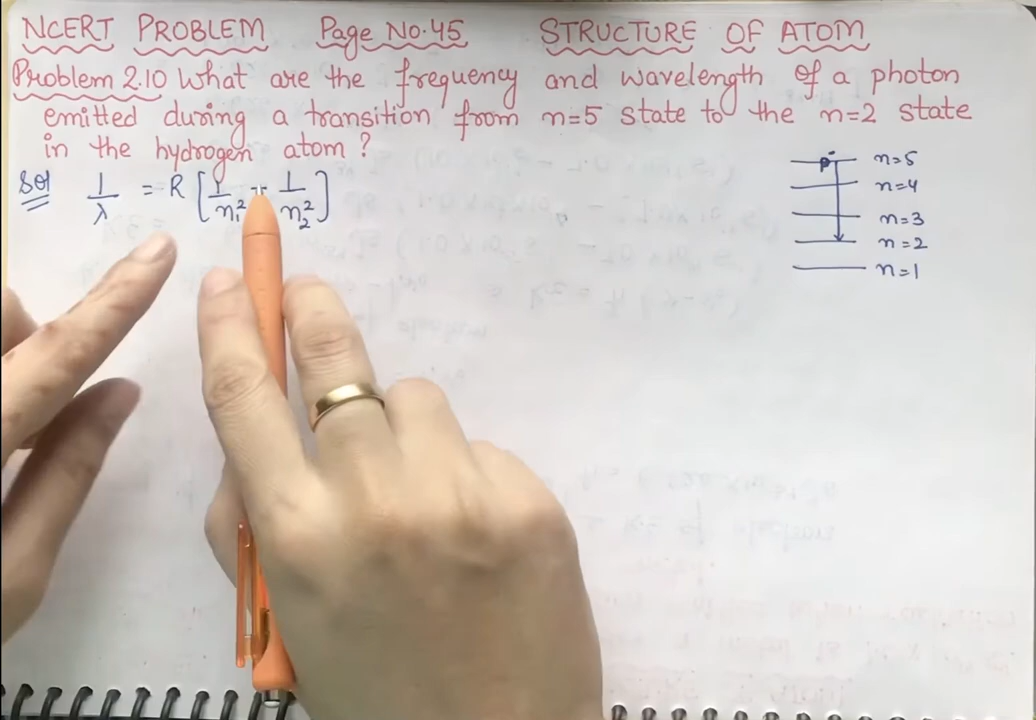 NCERT PROBLEM Page No.45 STRUCTURE OF ATOM
Problem 2.10 What are the frequency and wavelength of a photon
emitted during a transition from n=5 state to the n=2 state
in the hydrogen atom?
Sol 1/λ = R [1/n₁² - 1/n₂²]
e⁻ n=5
n=4
n=3
n=2
n=1